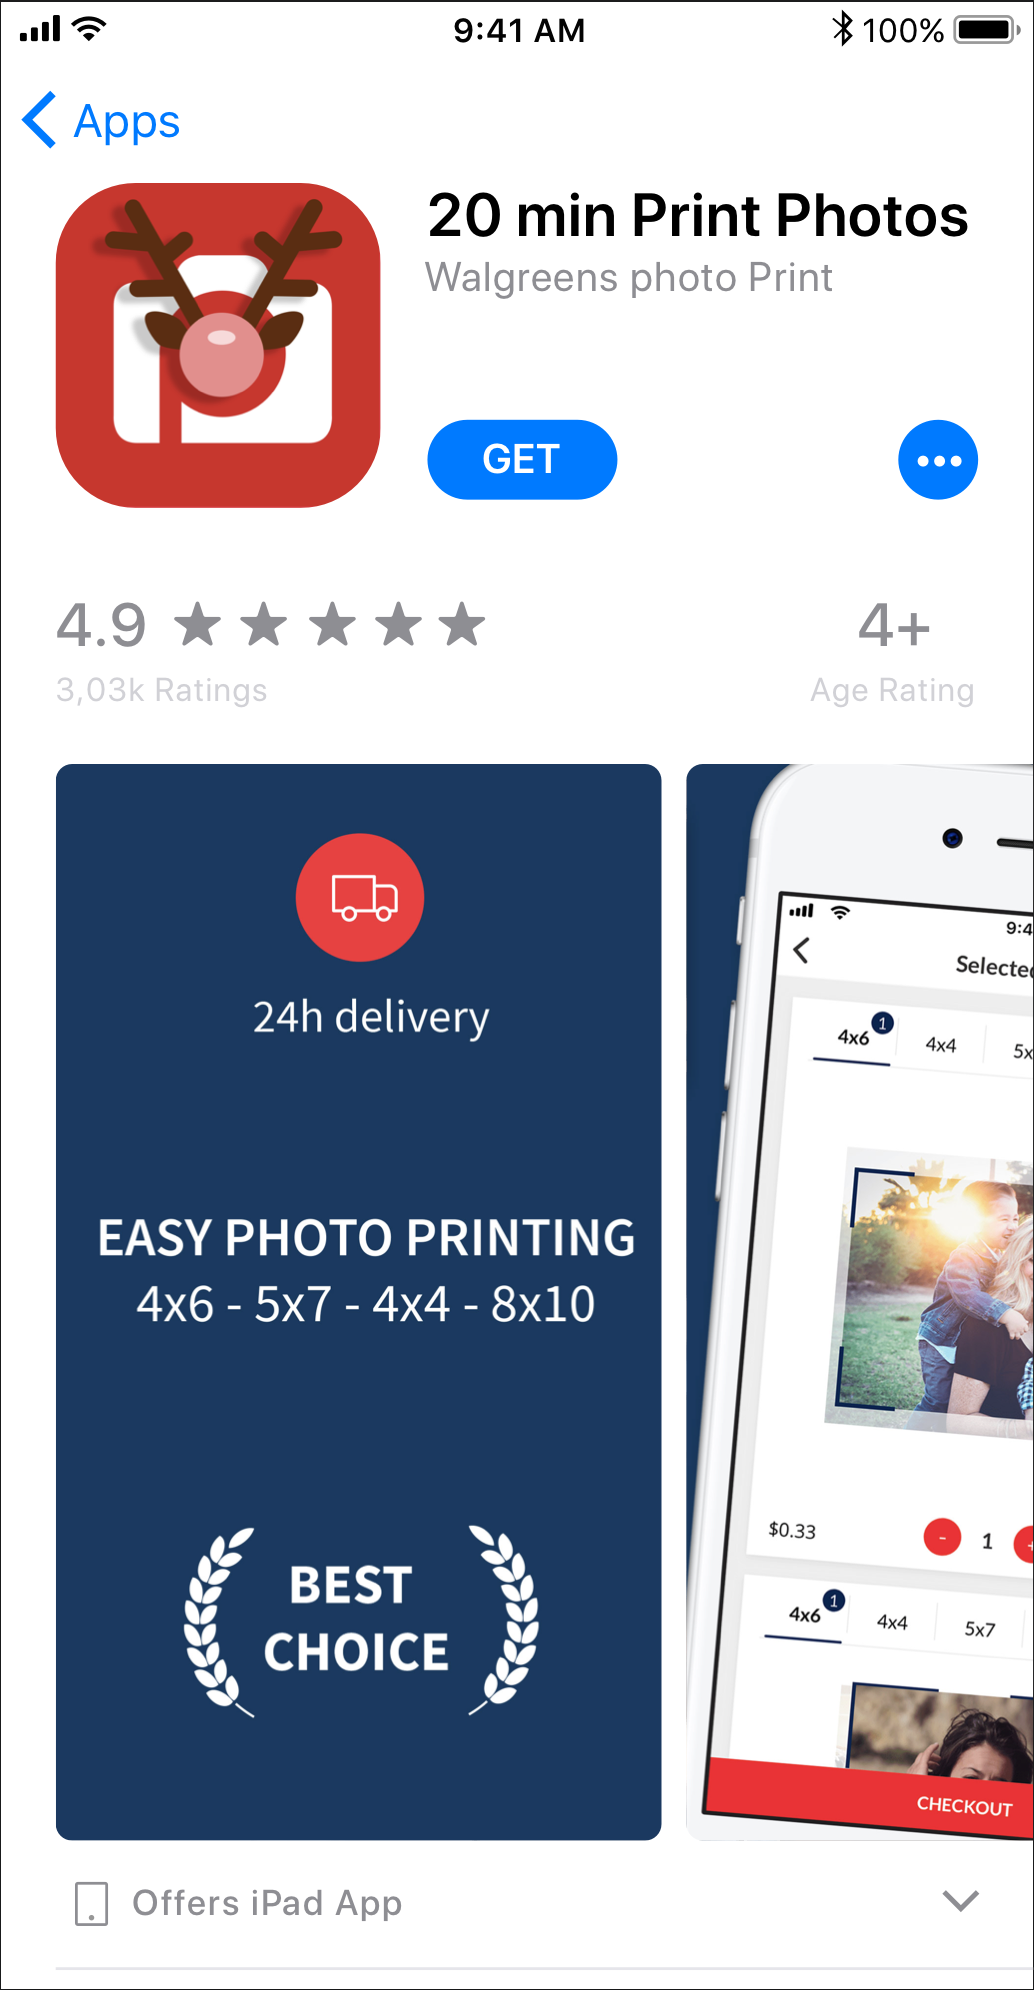 9:41 AM
100%
Apps
20 min Print Photos
Walgreens photo Print
GET
4.9
4+
3,03k Ratings
Age Rating
24h delivery
EASY PHOTO PRINTING
4x6 - 5x7 - 4x4 - 8x10
BEST
CHOICE
9:4
Selected
4x6 1
4x4
5x
$0.33
- 1 +
4x6 1
4x4
5x7
CHECKOUT
Offers iPad App